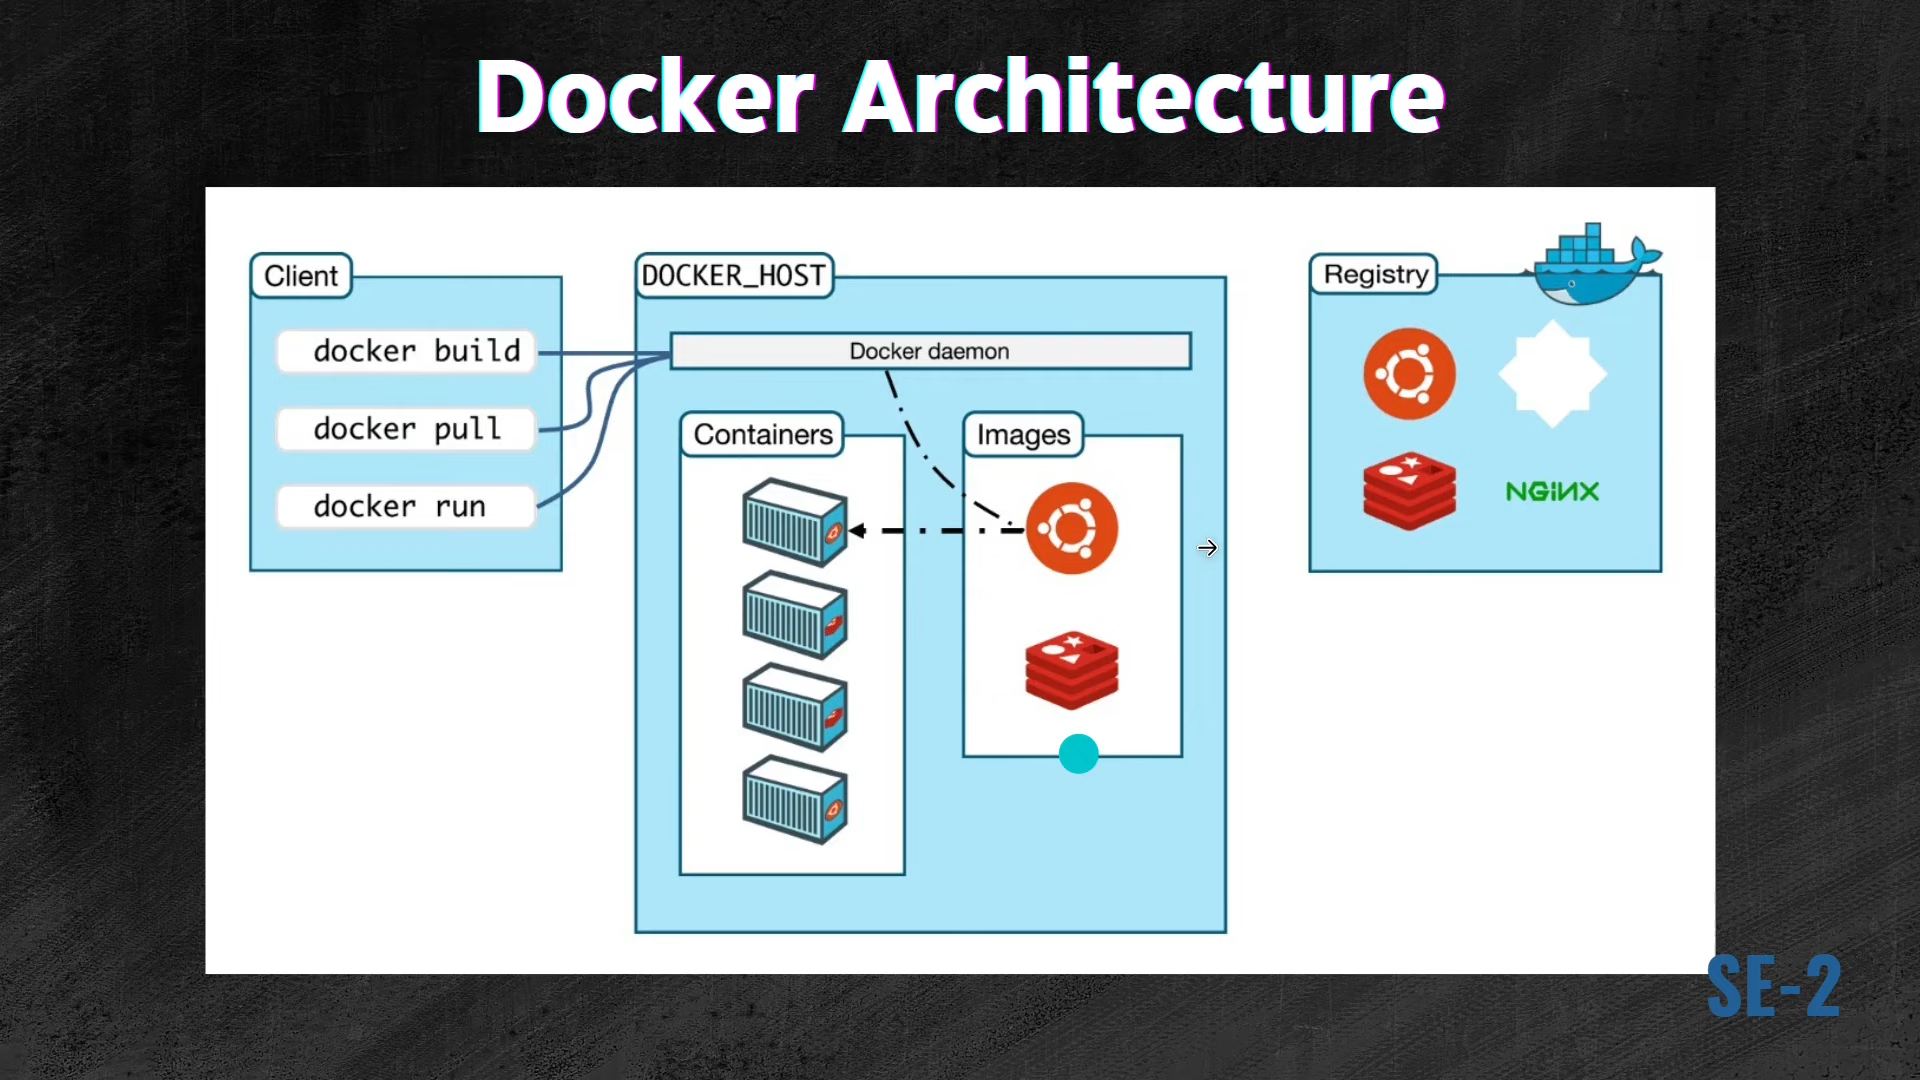 Docker Architecture
Client
docker build
docker pull
docker run
DOCKER_HOST
Docker daemon
Containers
Images
Registry
NGINX
SE-2